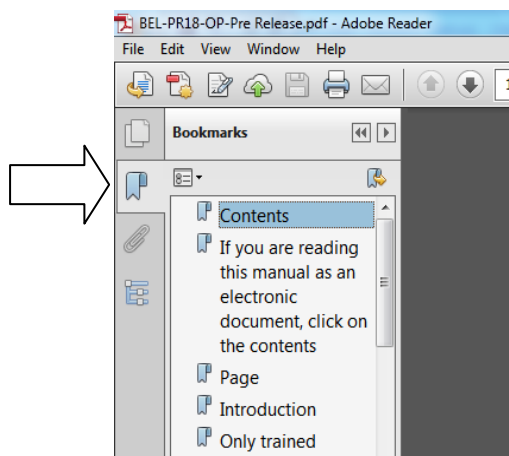 BEL-PR18-OP-Pre Release.pdf - Adobe Reader
File Edit View Window Help
1
Bookmarks
Contents
If you are reading
this manual as an
electronic
document, click on
the contents
Page
Introduction
Only trained